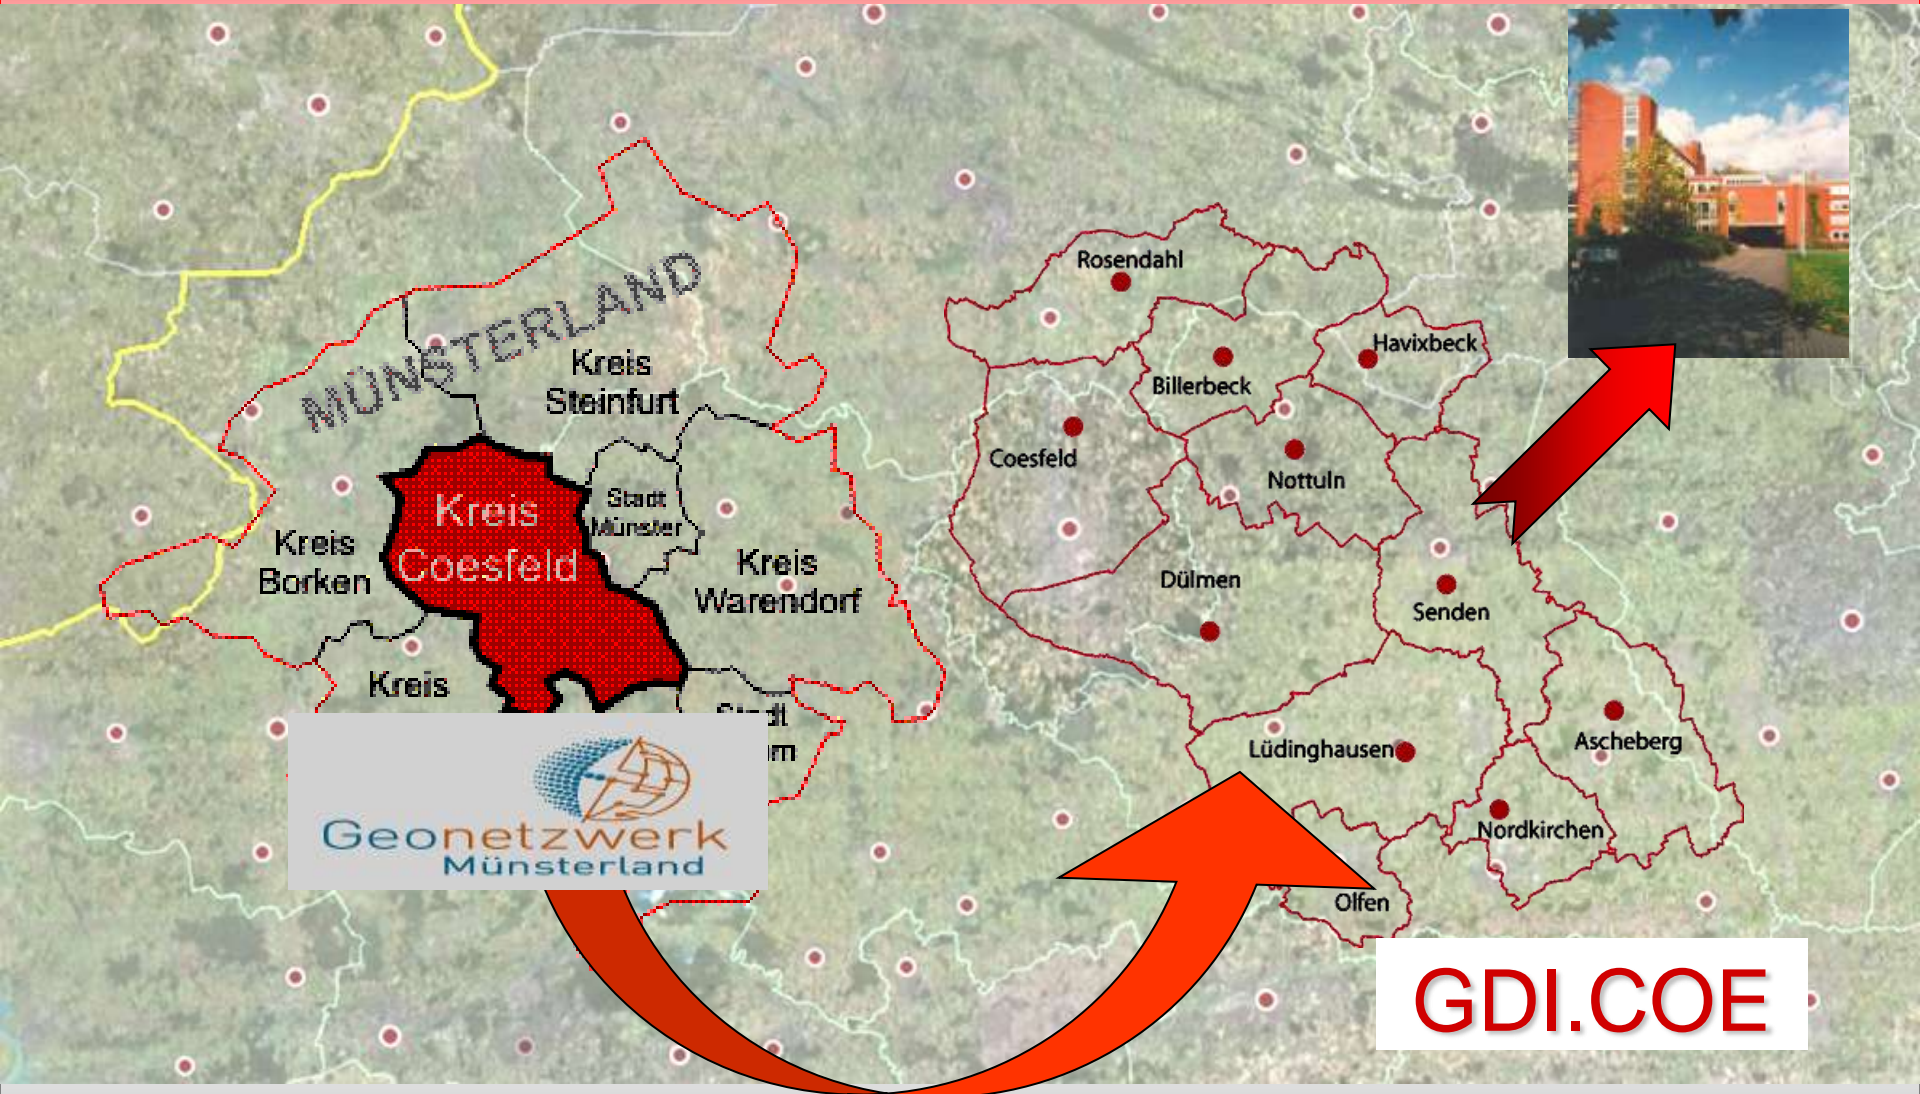 MÜNSTERLAND
Kreis
Steinfurt
Kreis
Coesfeld
Stadt
Münster
Kreis
Borken
Kreis
Warendorf
Kreis
Geonetzwerk
Münsterland
Rosendahl
Havixbeck
Billerbeck
Coesfeld
Nottuln
Dülmen
Senden
Lüdinghausen
Ascheberg
Nordkirchen
Olfen
GDI.COE